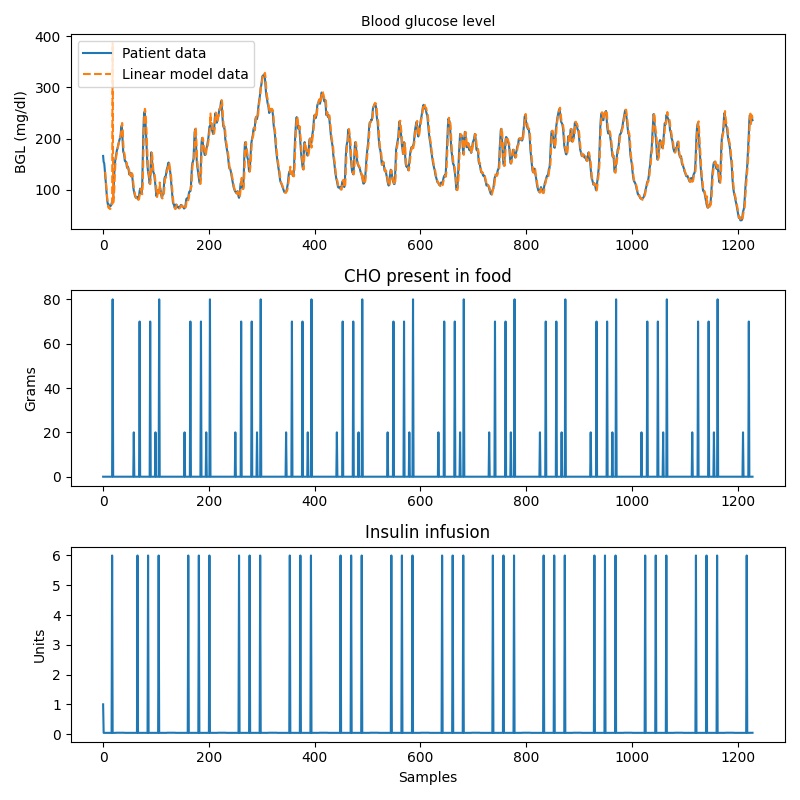 Blood glucose level
BGL (mg/dl)
400
300
200
100
Patient data
Linear model data
0 200 400 600 800 1000 1200
CHO present in food
Grams
80
60
40
20
0
0 200 400 600 800 1000 1200
Insulin infusion
Units
6
5
4
3
2
1
0
0 200 400 600 800 1000 1200
Samples